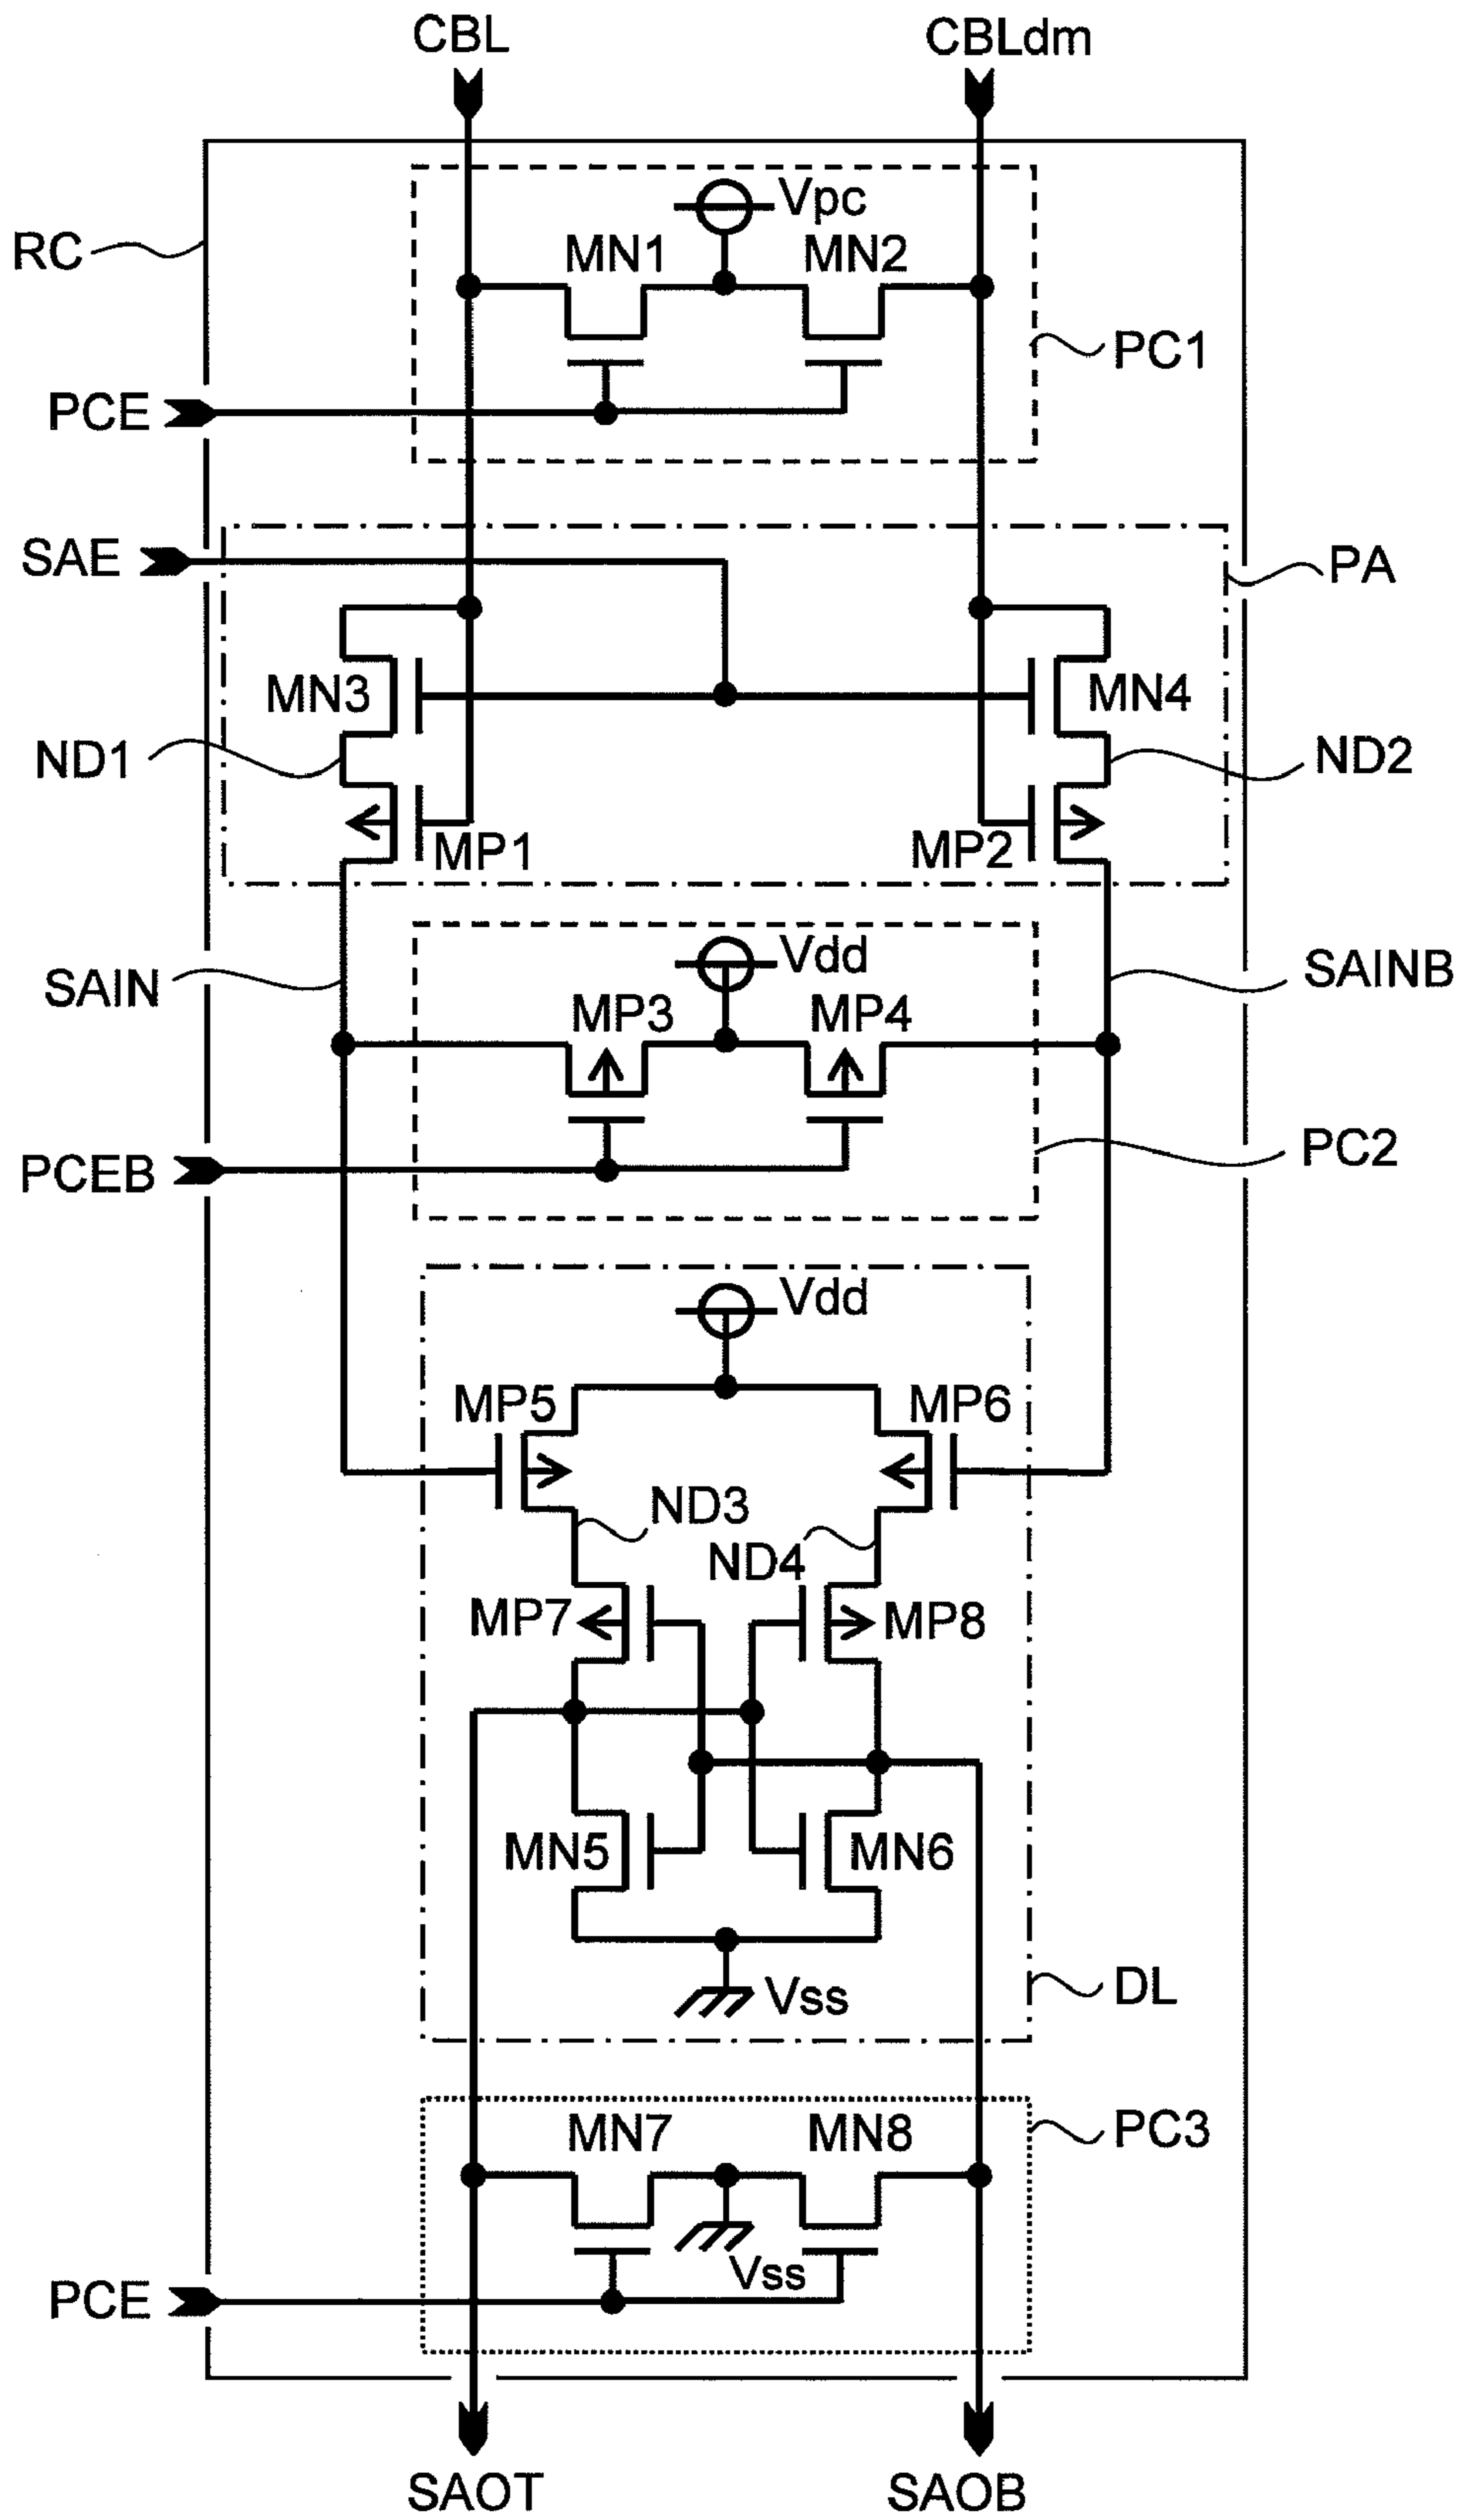 CBL
CBLdm
Vpc
RC
MN1
MN2
PC1
PCE
SAE
PA
MN3
MN4
ND1
ND2
MP1
MP2
Vdd
SAIN
SAINB
MP3
MP4
PCEB
PC2
Vdd
MP5
MP6
ND3
ND4
MP7
MP8
MN5
MN6
Vss
DL
MN7
MN8
PC3
Vss
PCE
SAOT
SAOB